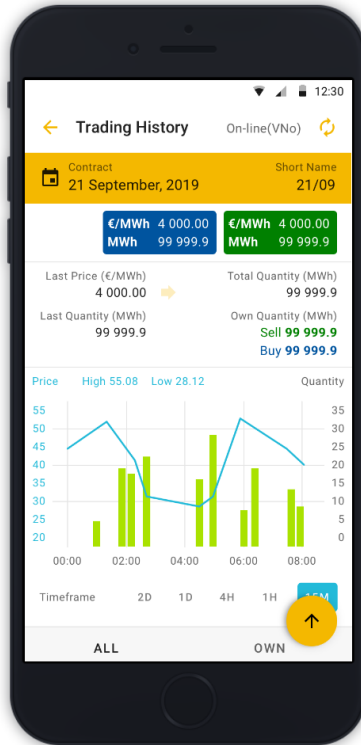 12:30
Trading History On-line(VNo)
Contract Short Name
21 September, 2019 21/09
€/MWh 4 000.00 €/MWh 4 000.00
MWh 99 999.9 MWh 99 999.9
Last Price (€/MWh) Total Quantity (MWh)
4 000.00 99 999.9
Last Quantity (MWh) Own Quantity (MWh)
99 999.9 Sell 99 999.9
Buy 99 999.9
Price High 55.08 Low 28.12 Quantity
55 35
50 30
45 25
40 20
35 15
30 10
25 5
20 0
00:00 02:00 04:00 06:00 08:00
Timeframe 2D 1D 4H 1H
ALL OWN